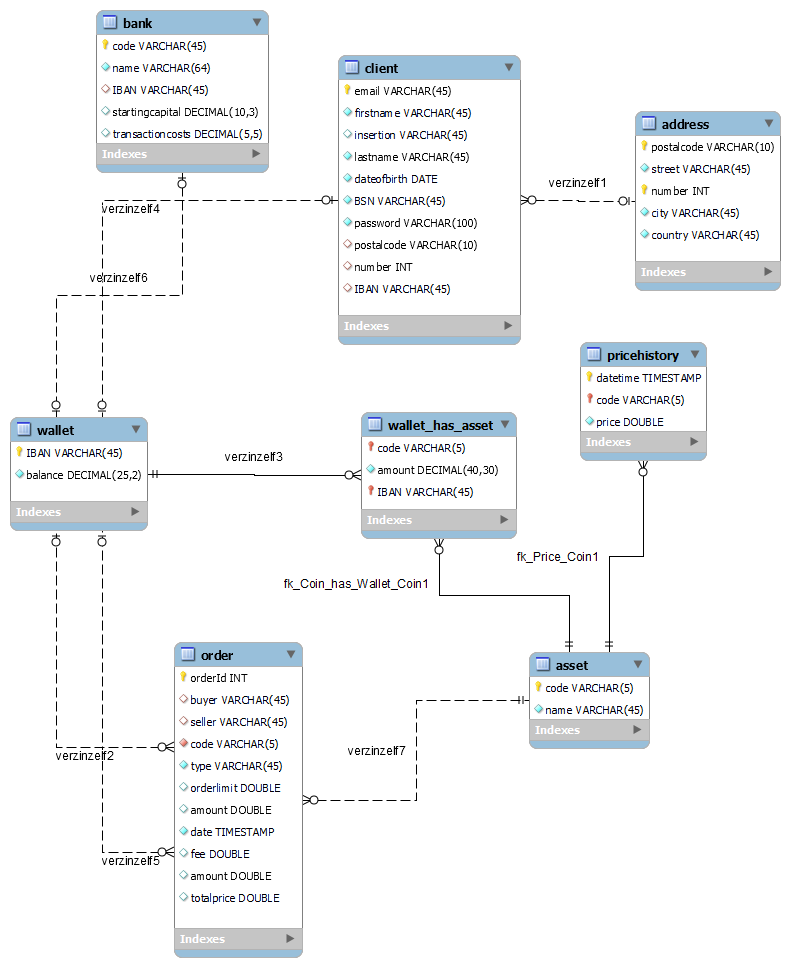 bank
code VARCHAR(45)
name VARCHAR(64)
IBAN VARCHAR(45)
startingcapital DECIMAL(10,3)
transactioncosts DECIMAL(5,5)
Indexes
client
email VARCHAR(45)
firstname VARCHAR(45)
insertion VARCHAR(45)
lastname VARCHAR(45)
dateofbirth DATE
BSN VARCHAR(45)
password VARCHAR(100)
postalcode VARCHAR(10)
number INT
IBAN VARCHAR(45)
Indexes
address
postalcode VARCHAR(10)
street VARCHAR(45)
number INT
city VARCHAR(45)
country VARCHAR(45)
Indexes
verzinzelf1
verzinzelf4
verzinzelf6
pricehistory
datetime TIMESTAMP
code VARCHAR(5)
price DOUBLE
Indexes
wallet
IBAN VARCHAR(45)
balance DECIMAL(25,2)
Indexes
verzinzelf3
wallet_has_asset
code VARCHAR(5)
amount DECIMAL(40,30)
IBAN VARCHAR(45)
Indexes
fk_Price_Coin1
fk_Coin_has_Wallet_Coin1
order
orderId INT
buyer VARCHAR(45)
seller VARCHAR(45)
code VARCHAR(5)
type VARCHAR(45)
orderlimit DOUBLE
amount DOUBLE
date TIMESTAMP
fee DOUBLE
amount DOUBLE
totalprice DOUBLE
Indexes
asset
code VARCHAR(5)
name VARCHAR(45)
Indexes
verzinzelf2
verzinzelf7
verzinzelf5